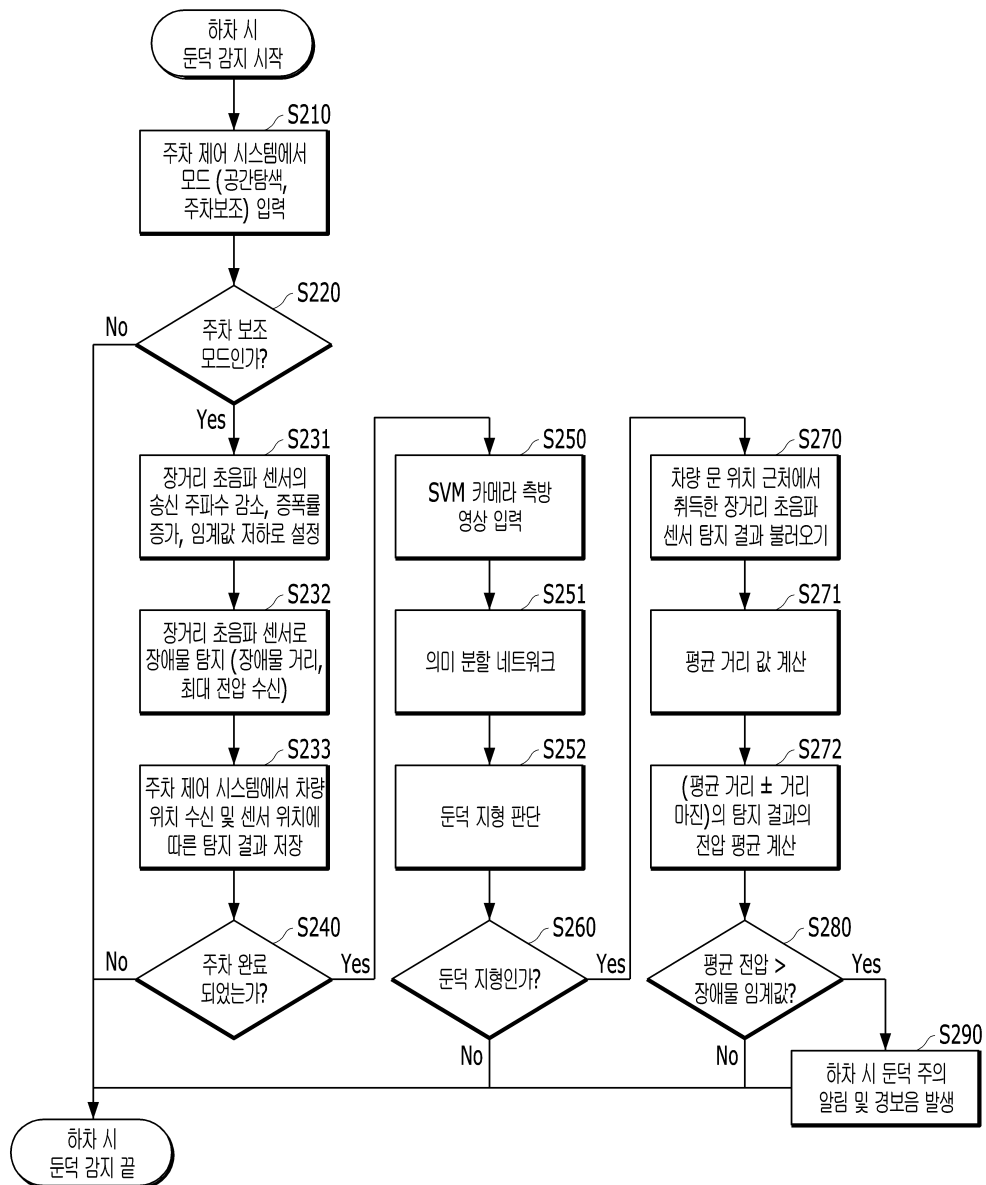 하차 시
둔덕 감지 시작
S210
주차 제어 시스템에서
모드 (공간탐색,
주차보조) 입력
S220
No
주차 보조
모드인가?
Yes
S231
장거리 초음파 센서의
송신 주파수 감소, 증폭률
증가, 임계값 저하로 설정
S232
장거리 초음파 센서로
장애물 탐지 (장애물 거리,
최대 전압 수신)
S233
주차 제어 시스템에서 차량
위치 수신 및 센서 위치에
따른 탐지 결과 저장
S240
No
주차 완료
되었는가?
Yes
S250
SVM 카메라 측방
영상 입력
S251
의미 분할 네트워크
S252
둔덕 지형 판단
S260
둔덕 지형인가?
Yes
No
S270
차량 문 위치 근처에서
취득한 장거리 초음파
센서 탐지 결과 불러오기
S271
평균 거리 값 계산
S272
(평균 거리 ± 거리
마진)의 탐지 결과의
전압 평균 계산
S280
평균 전압 >
장애물 임계값?
Yes
No
S290
하차 시 둔덕 주의
알림 및 경보음 발생
하차 시
둔덕 감지 끝